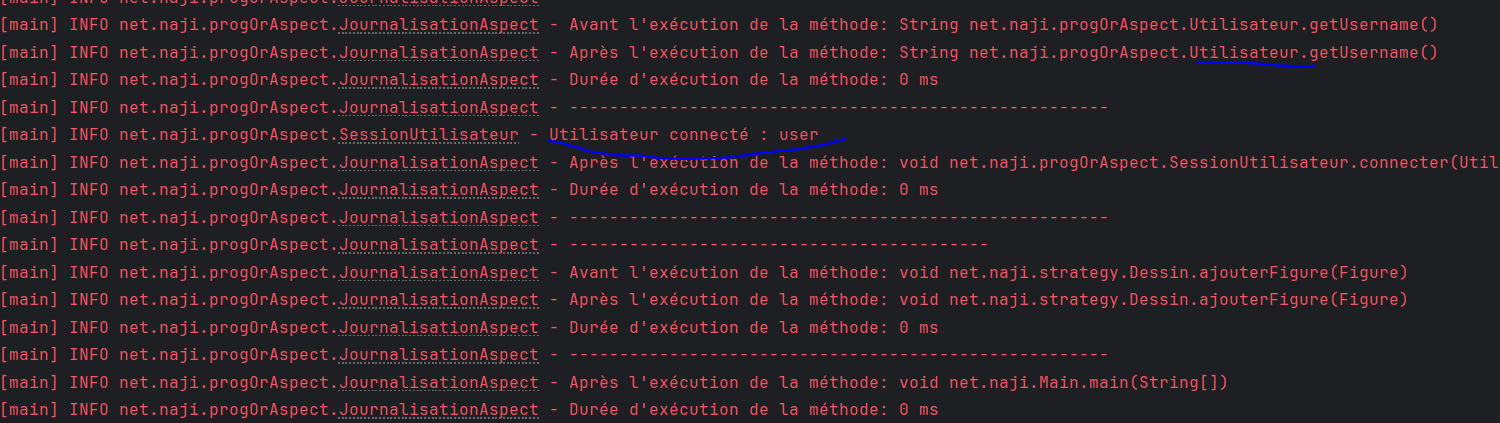 [main] INFO net.naji.progOrAspect.JournalisationAspect
[main] INFO net.naji.progOrAspect.JournalisationAspect - Avant l'exécution de la méthode: String net.naji.progOrAspect.Utilisateur.getUsername()
[main] INFO net.naji.progOrAspect.JournalisationAspect - Après l'exécution de la méthode: String net.naji.progOrAspect.Utilisateur.getUsername()
[main] INFO net.naji.progOrAspect.JournalisationAspect - Durée d'exécution de la méthode: 0 ms
[main] INFO net.naji.progOrAspect.JournalisationAspect - ------------------------------------------------------
[main] INFO net.naji.progOrAspect.SessionUtilisateur - Utilisateur connecté : user
[main] INFO net.naji.progOrAspect.JournalisationAspect - Après l'exécution de la méthode: void net.naji.progOrAspect.SessionUtilisateur.connecter(Util
[main] INFO net.naji.progOrAspect.JournalisationAspect - Durée d'exécution de la méthode: 0 ms
[main] INFO net.naji.progOrAspect.JournalisationAspect - ------------------------------------------------------
[main] INFO net.naji.progOrAspect.JournalisationAspect - ------------------------------------------
[main] INFO net.naji.progOrAspect.JournalisationAspect - Avant l'exécution de la méthode: void net.naji.strategy.Dessin.ajouterFigure(Figure)
[main] INFO net.naji.progOrAspect.JournalisationAspect - Après l'exécution de la méthode: void net.naji.strategy.Dessin.ajouterFigure(Figure)
[main] INFO net.naji.progOrAspect.JournalisationAspect - Durée d'exécution de la méthode: 0 ms
[main] INFO net.naji.progOrAspect.JournalisationAspect - ------------------------------------------------------
[main] INFO net.naji.progOrAspect.JournalisationAspect - Après l'exécution de la méthode: void net.naji.Main.main(String[])
[main] INFO net.naji.progOrAspect.JournalisationAspect - Durée d'exécution de la méthode: 0 ms